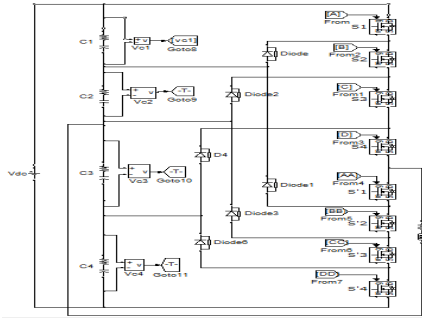 [A]
From
S1
C1
+
-
v
Vc1
[vc1]
Goto8
Diode
[B]
From2
S2
C2
+
-
v
Vc2
-T-
Goto9
Diode2
[C]
From1
S3
[D]
From3
S4
D4
Vdc
C3
+
-
v
Vc3
-T-
Goto10
Diode1
[AA]
From4
S'1
Diode3
[BB]
From5
S'2
Diode6
[CC]
From6
S'3
C4
+
-
v
Vc4
-T-
Goto11
[DD]
From7
S'4